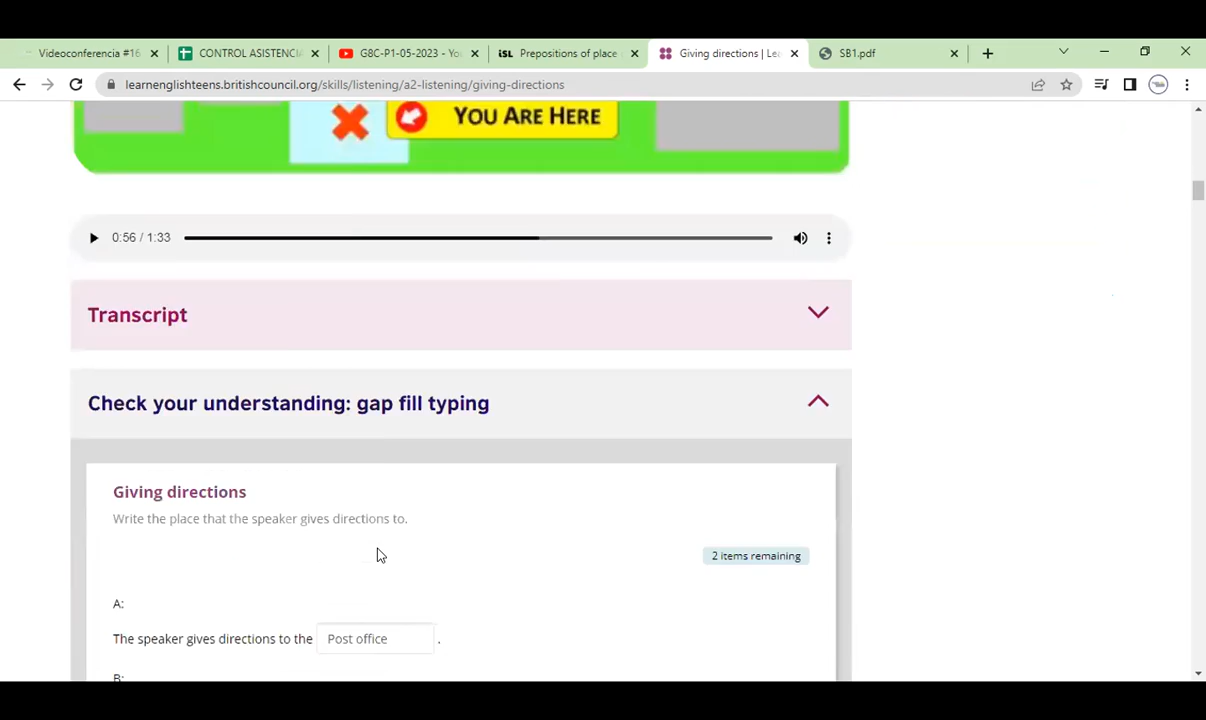 Videoconferencia #16
CONTROL ASISTENCI
G8C-P1-05-2023 - Yo
iSL Prepositions of place
Giving directions | Le
SB1.pdf
learnenglishteens.britishcouncil.org/skills/listening/a2-listening/giving-directions
YOU ARE HERE
0:56 / 1:33
Transcript
Check your understanding: gap fill typing
Giving directions
Write the place that the speaker gives directions to.
2 items remaining
A:
The speaker gives directions to the Post office .
B: